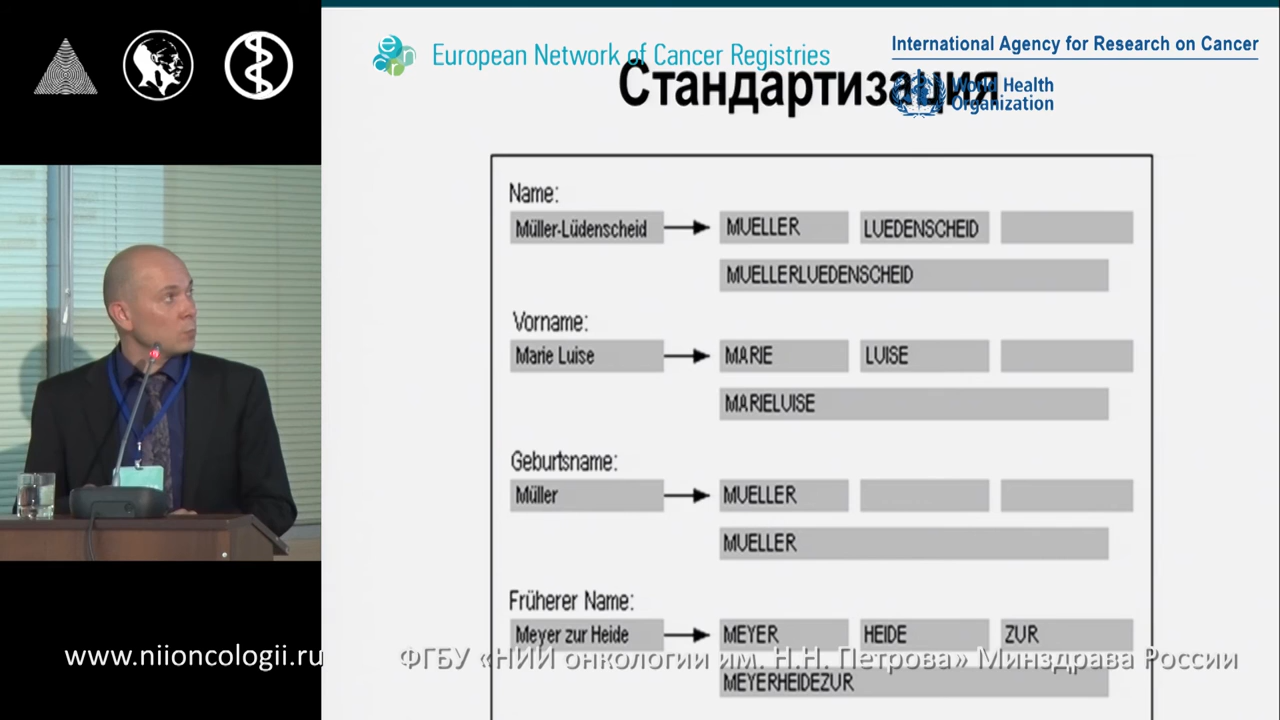 European Network of Cancer Registries
International Agency for Research on Cancer
World Health
Organization
Стандартизация
Name:
Müller-Lüdenscheid MUELLER LUEDENSCHEID
MUELLERLUEDENSCHEID
Vorname:
Marie Luise MARIE LUISE
MARIELUISE
Geburtsname:
Müller MUELLER
MUELLER
Früherer Name:
Meyer zur Heide MEYER HEIDE ZUR
MEYERHEIDEZUR
www.niioncologii.ru ФГБУ «НИИ онкологии им. Н.Н. Петрова» Минздрава России